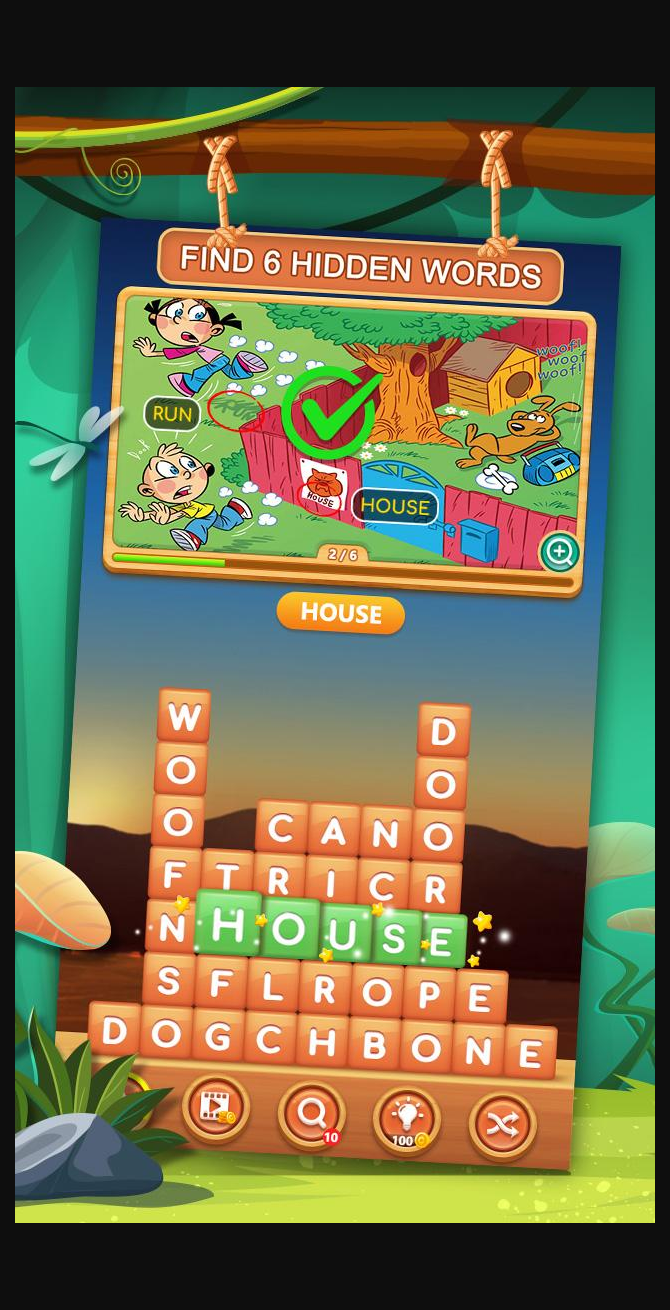 FIND 6 HIDDEN WORDS
woof!
woof
woof!
RUN
HOUSE
HOUSE
2/6
HOUSE
W D
O O
O C A N O
F T R I C R
N H O U S E
S F L R O P E
D O G C H B O N E
10
100